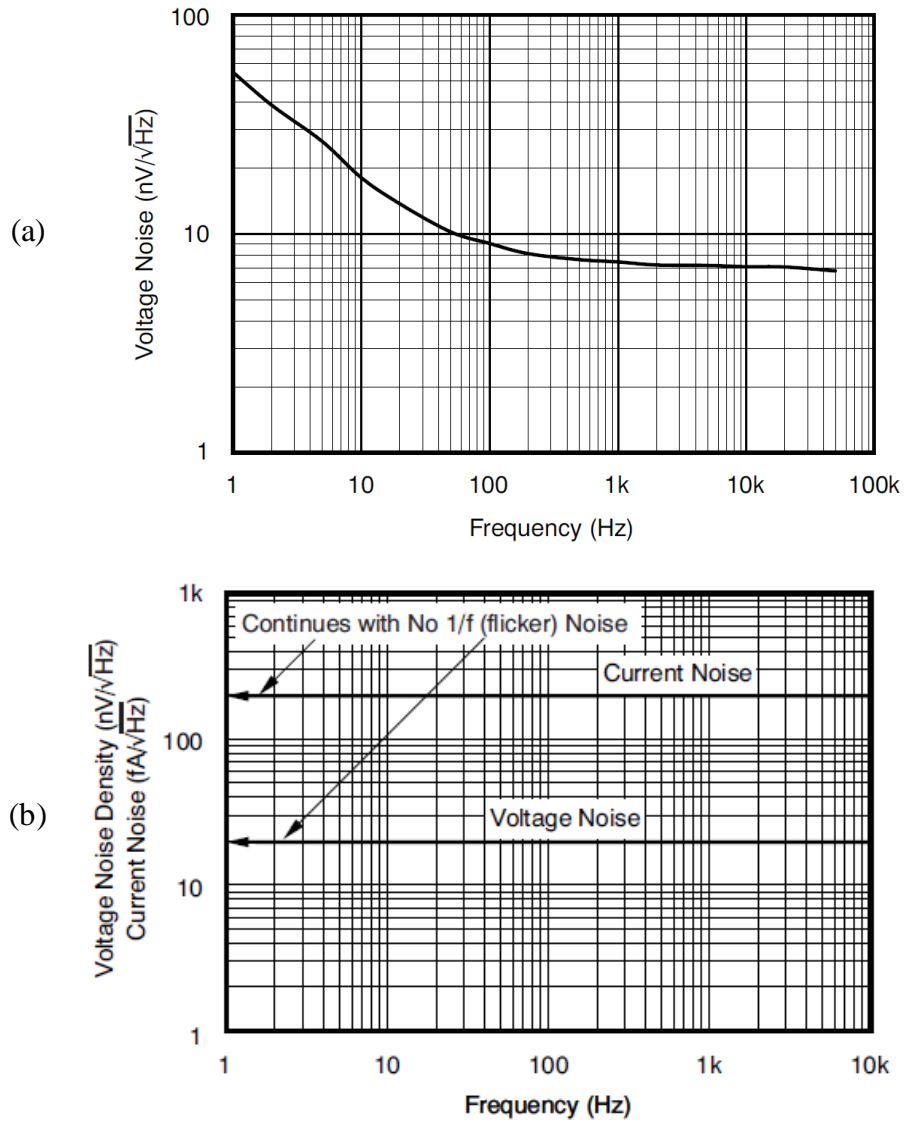 100
10
1
Voltage Noise (nV/√Hz)
(a)
1 10 100 1k 10k 100k
Frequency (Hz)
1k
100
10
1
Continues with No 1/f (flicker) Noise
Current Noise
Voltage Noise
Voltage Noise Density (nV/√Hz)
Current Noise (fA/√Hz)
(b)
1 10 100 1k 10k
Frequency (Hz)